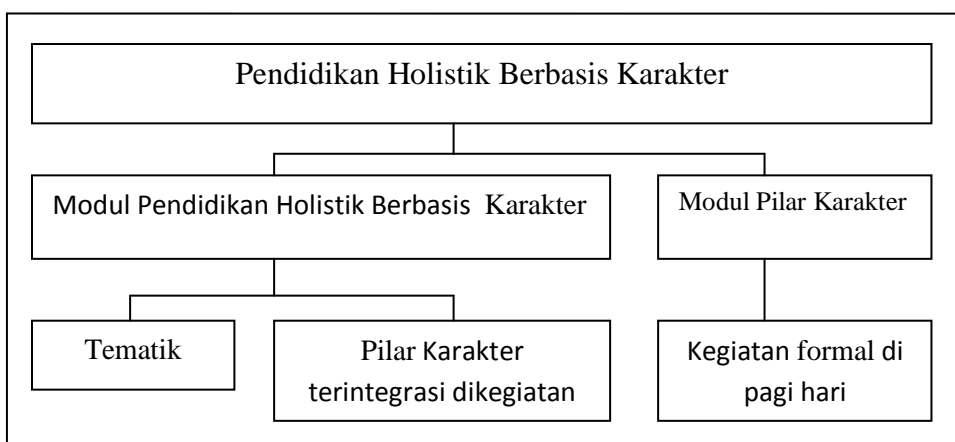 Pendidikan Holistik Berbasis Karakter
Modul Pendidikan Holistik Berbasis Karakter
Modul Pilar Karakter
Tematik
Pilar Karakter
terintegrasi dikegiatan
Kegiatan formal di
pagi hari